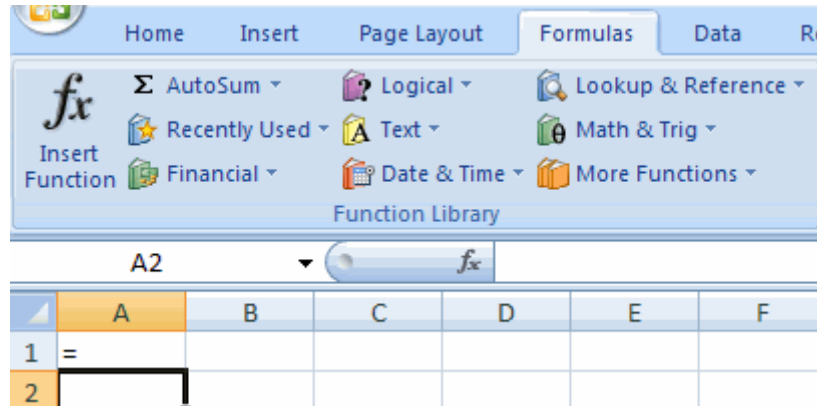 Home Insert Page Layout Formulas Data
Σ AutoSum Logical Lookup & Reference
fx Recently Used A Text θ Math & Trig
Insert
Function Financial Date & Time More Functions
Function Library
A2 fx
A B C D E F
1 =
2